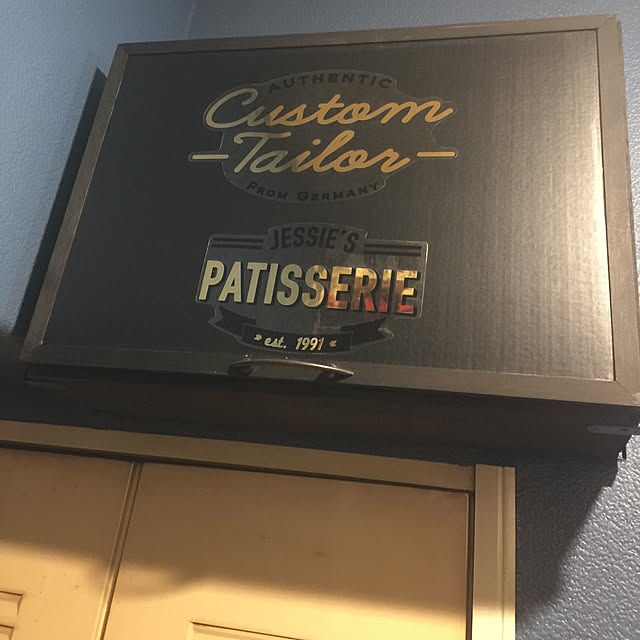 AUTHENTIC
Custom
Tailor
FROM GERMANY
JESSIE'S
PATISSERIE
" est. 1991 "